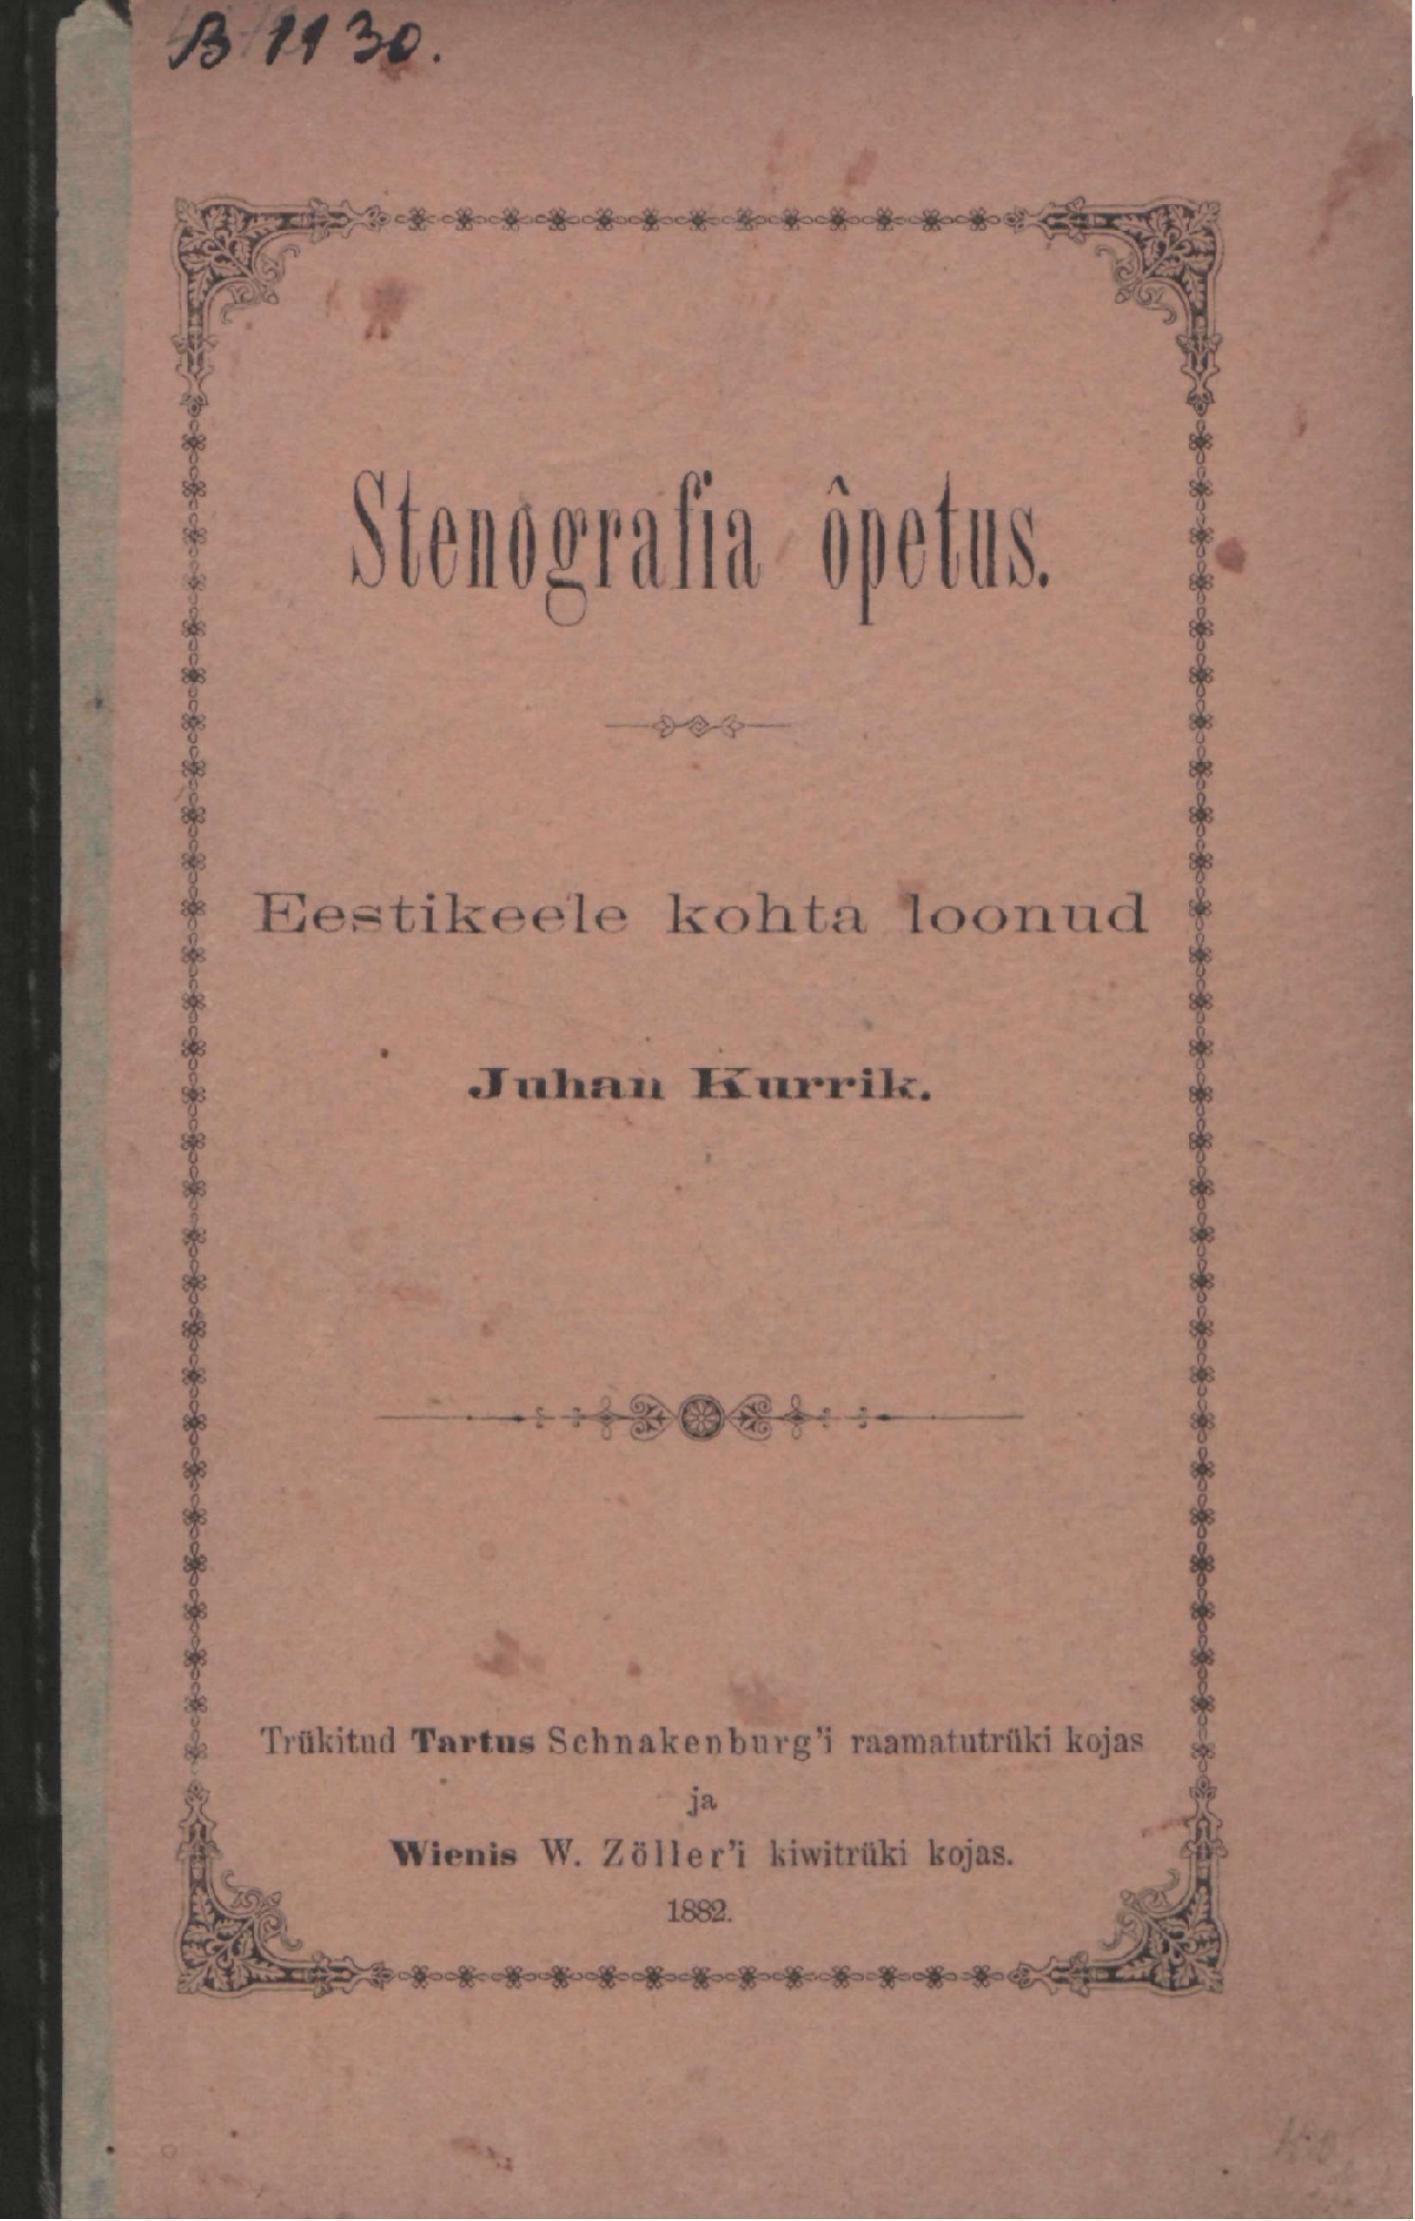 B 1130.
Stenografia ôpetus.
Eestikeele kohta loonud
Juhan Kurrik.
Trükitud Tartus Schnakenburg'i raamatutrüki kojas
ja
Wienis W. Zöller'i kiwitrüki kojas.
1882.